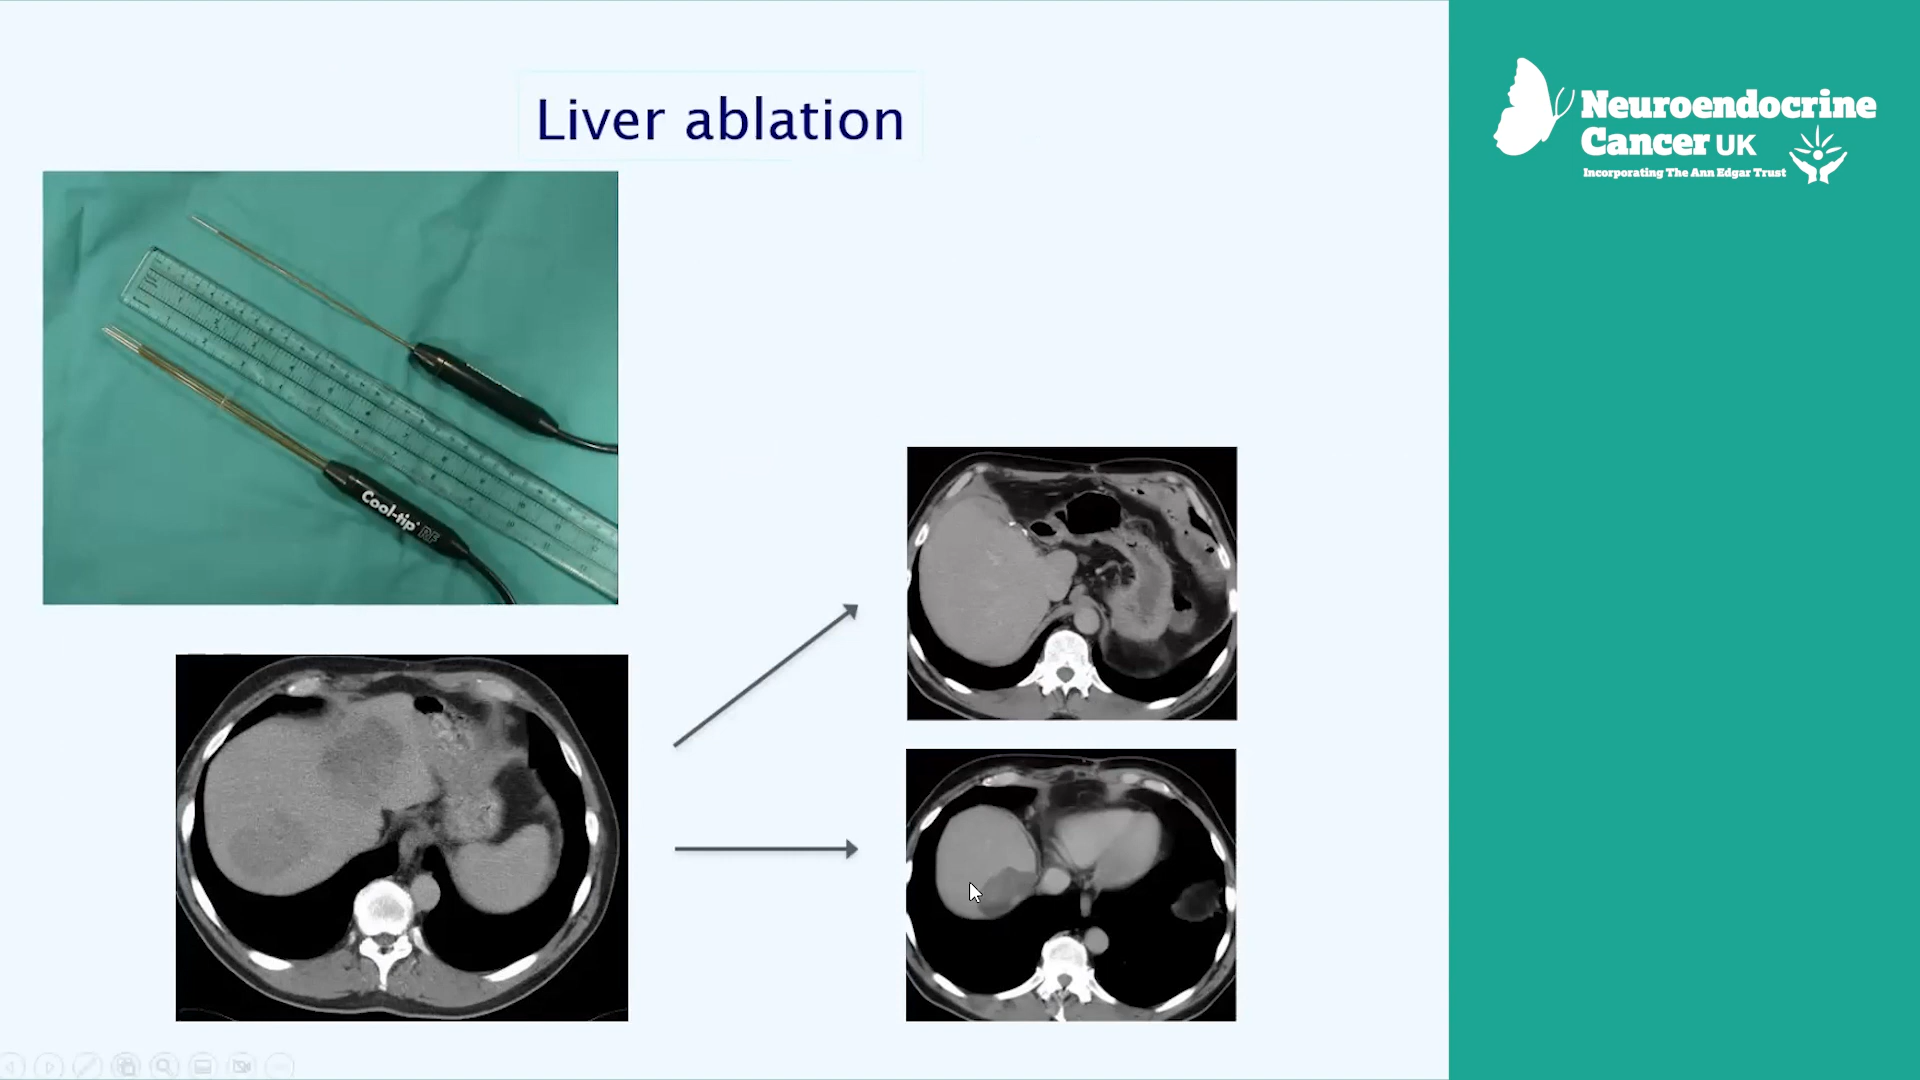 Liver ablation
Neuroendocrine
Cancer UK
Incorporating The Ann Edgar Trust
Cool-tip RF